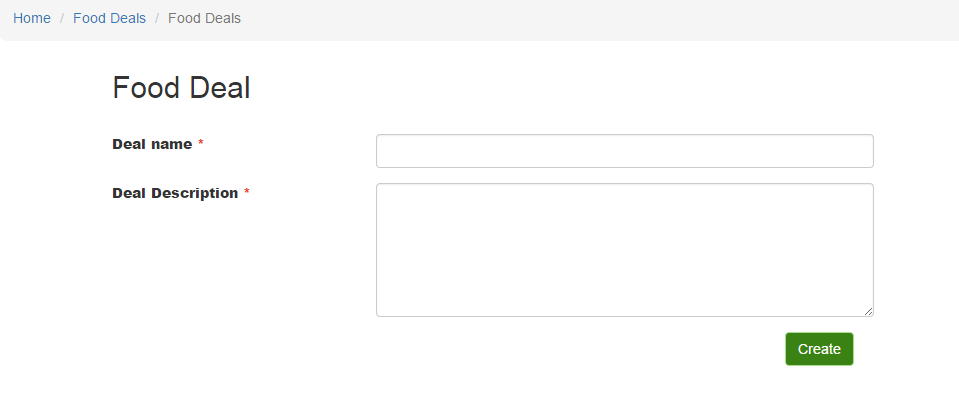 Home / Food Deals / Food Deals
Food Deal
Deal name *
Deal Description *
Create